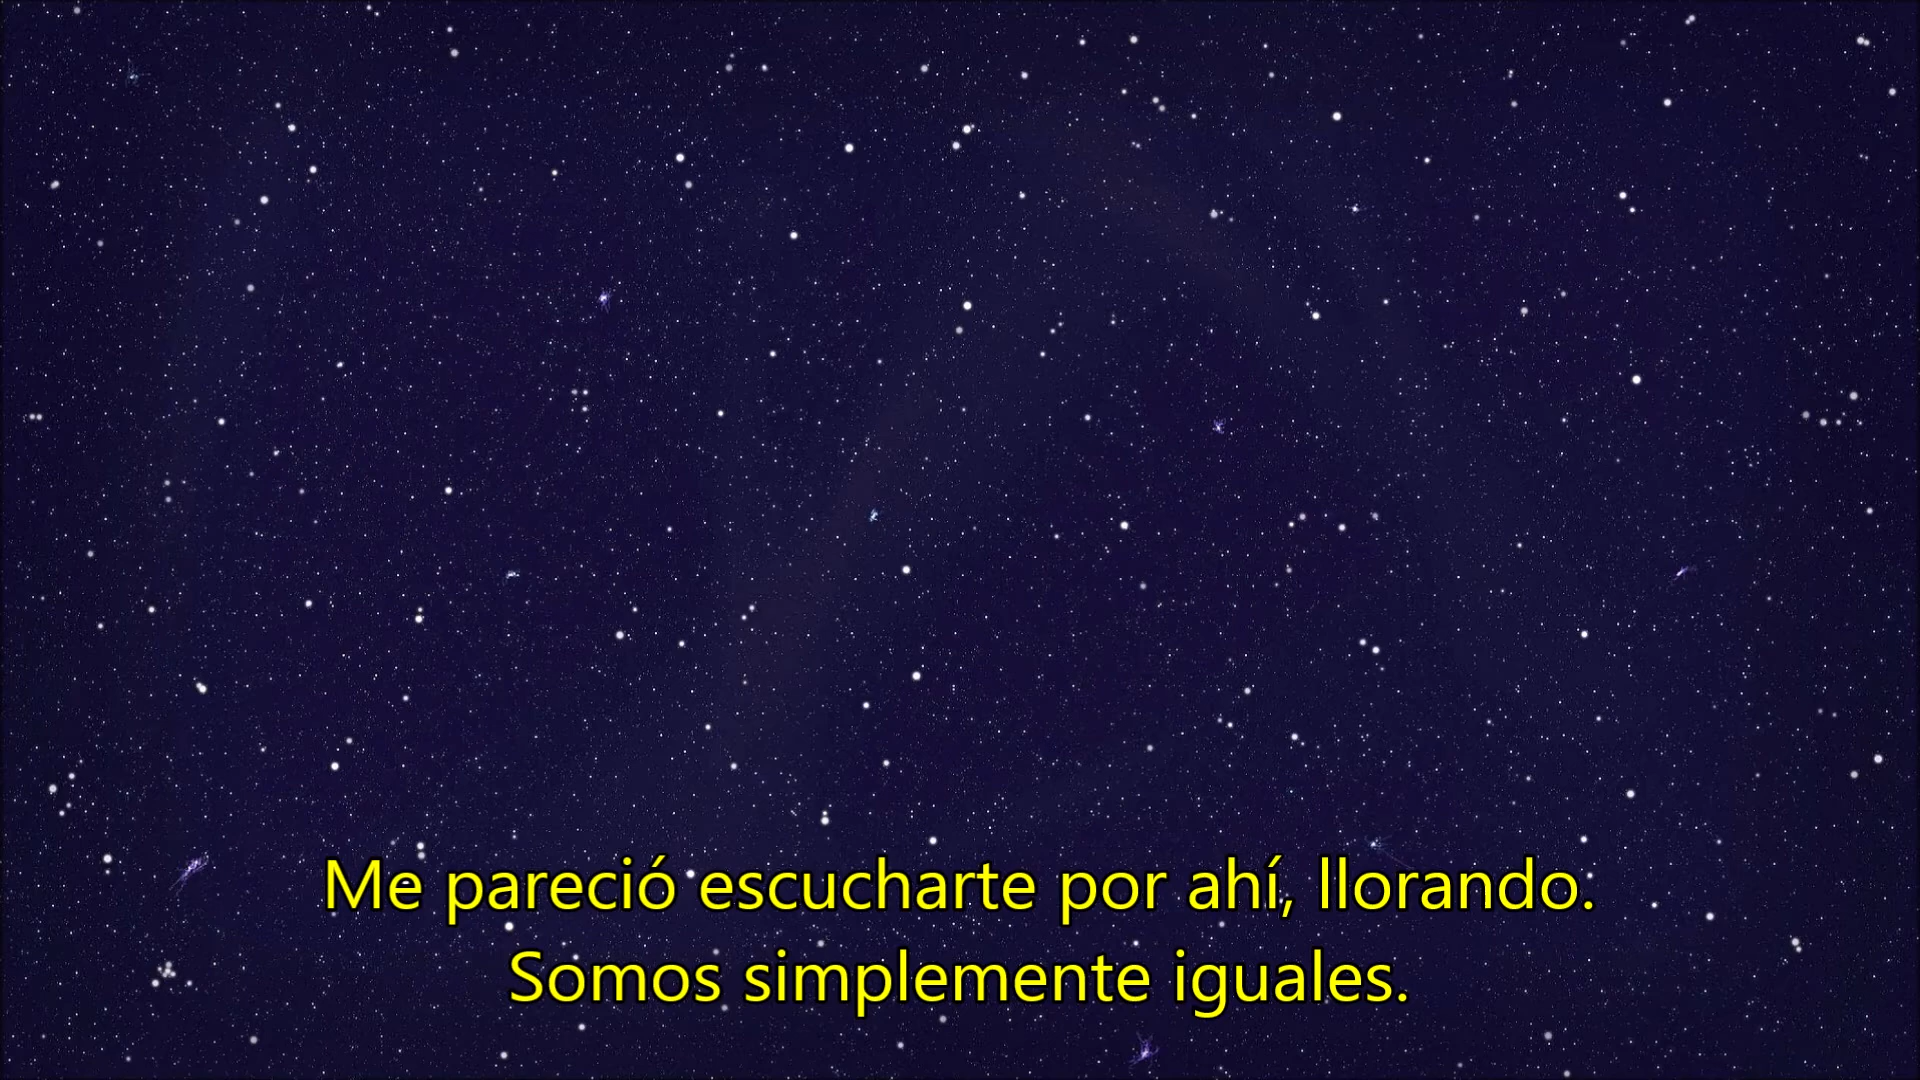 Me pareció escucharte por ahí, llorando.
Somos simplemente iguales.